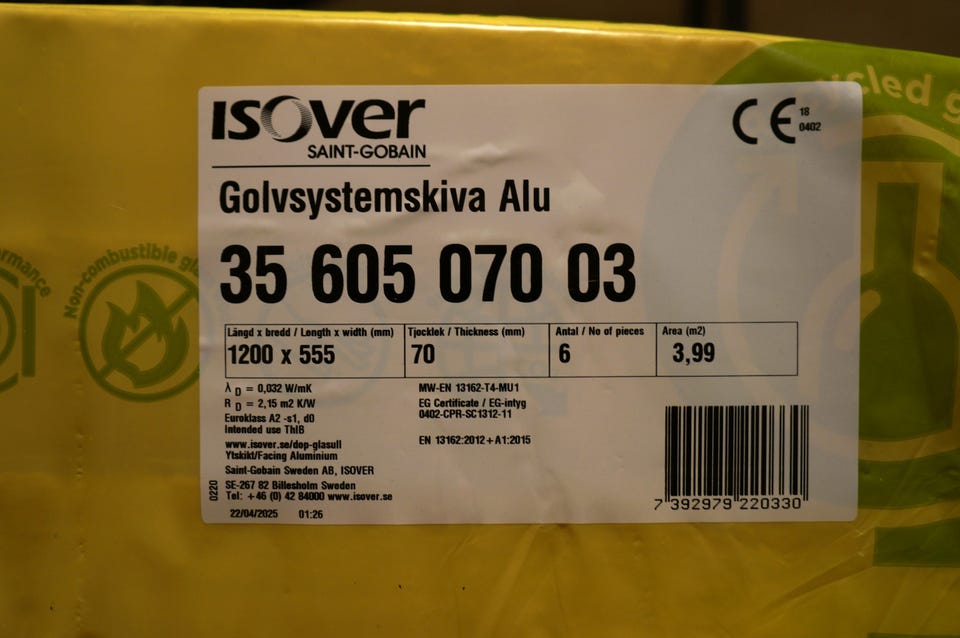 ISOVER
SAINT-GOBAIN
CE 18
0402
cled g
Golvsystemskiva Alu
35 605 070 03
Längd x bredd / Length x width (mm) Tjocklek / Thickness (mm) Antal / No of pieces Area (m2)
1200 x 555 70 6 3,99
λ D = 0,032 W/mK
R D = 2,15 m2 K/W
Euroklass A2 -s1, d0
Intended use ThIB
www.isover.se/dop-glasull
Ytskikt/Facing Aluminium
Saint-Gobain Sweden AB, ISOVER
SE-267 82 Billesholm Sweden
Tel: +46 (0) 42 84000 www.isover.se
22/04/2025 01:26
0220
MW-EN 13162-T4-MU1
EG Certificate / EG-intyg
0402-CPR-SC1312-11
EN 13162:2012+A1:2015
7 392979 220330
rmance
Non-combustible gla